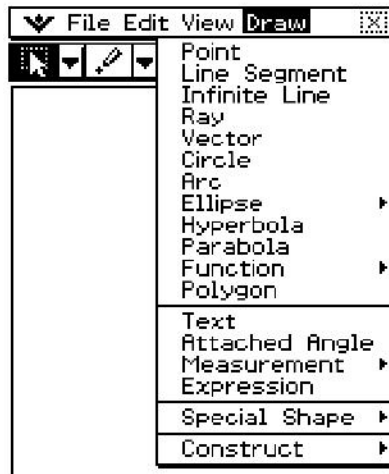 File Edit View Draw
Point
Line Segment
Infinite Line
Ray
Vector
Circle
Arc
Ellipse
Hyperbola
Parabola
Function
Polygon
Text
Attached Angle
Measurement
Expression
Special Shape
Construct